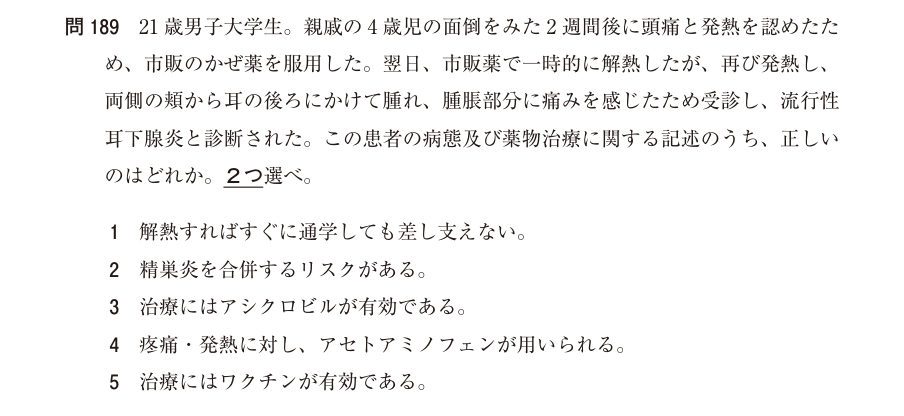 問 189 21 歳男子大学生。親戚の 4 歳児の面倒をみた 2 週間後に頭痛と発熱を認めたた
め、市販のかぜ薬を服用した。翌日、市販薬で一時的に解熱したが、再び発熱し、
両側の頬から耳の後ろにかけて腫れ、腫脹部分に痛みを感じたため受診し、流行性
耳下腺炎と診断された。この患者の病態及び薬物治療に関する記述のうち、正しい
のはどれか。2つ選べ。
1 解熱すればすぐに通学しても差し支えない。
2 精巣炎を合併するリスクがある。
3 治療にはアシクロビルが有効である。
4 疼痛・発熱に対し、アセトアミノフェンが用いられる。
5 治療にはワクチンが有効である。